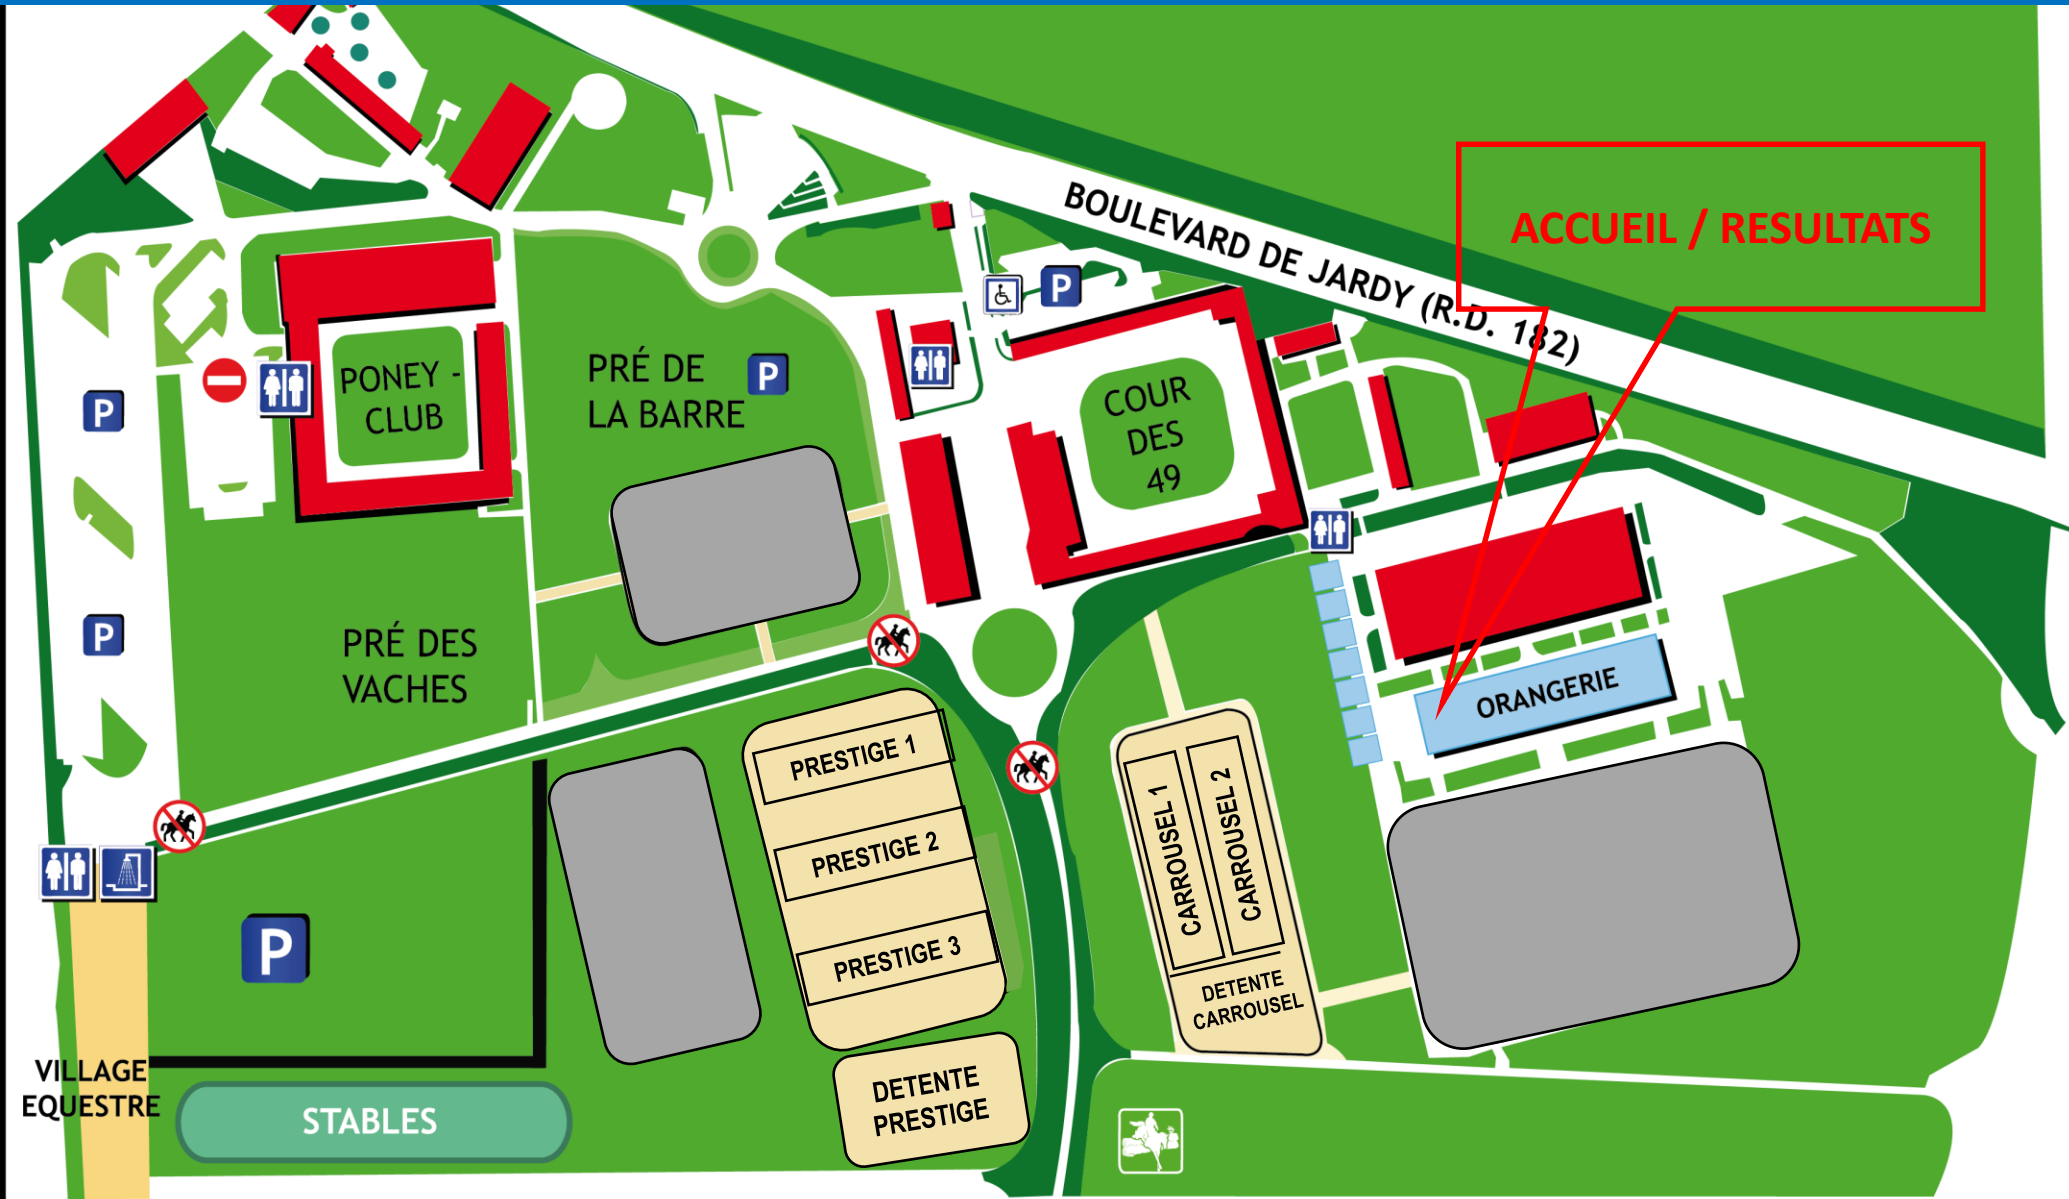 BOULEVARD DE JARDY (R.D. 182)
ACCUEIL / RESULTATS
P
PONEY -
CLUB
PRÉ DE
LA BARRE
P
COUR
DES
49
P
P
PRÉ DES
VACHES
ORANGERIE
PRESTIGE 1
PRESTIGE 2
PRESTIGE 3
CARROUSEL 1
CARROUSEL 2
DETENTE
CARROUSEL
P
VILLAGE
EQUESTRE
STABLES
DETENTE
PRESTIGE